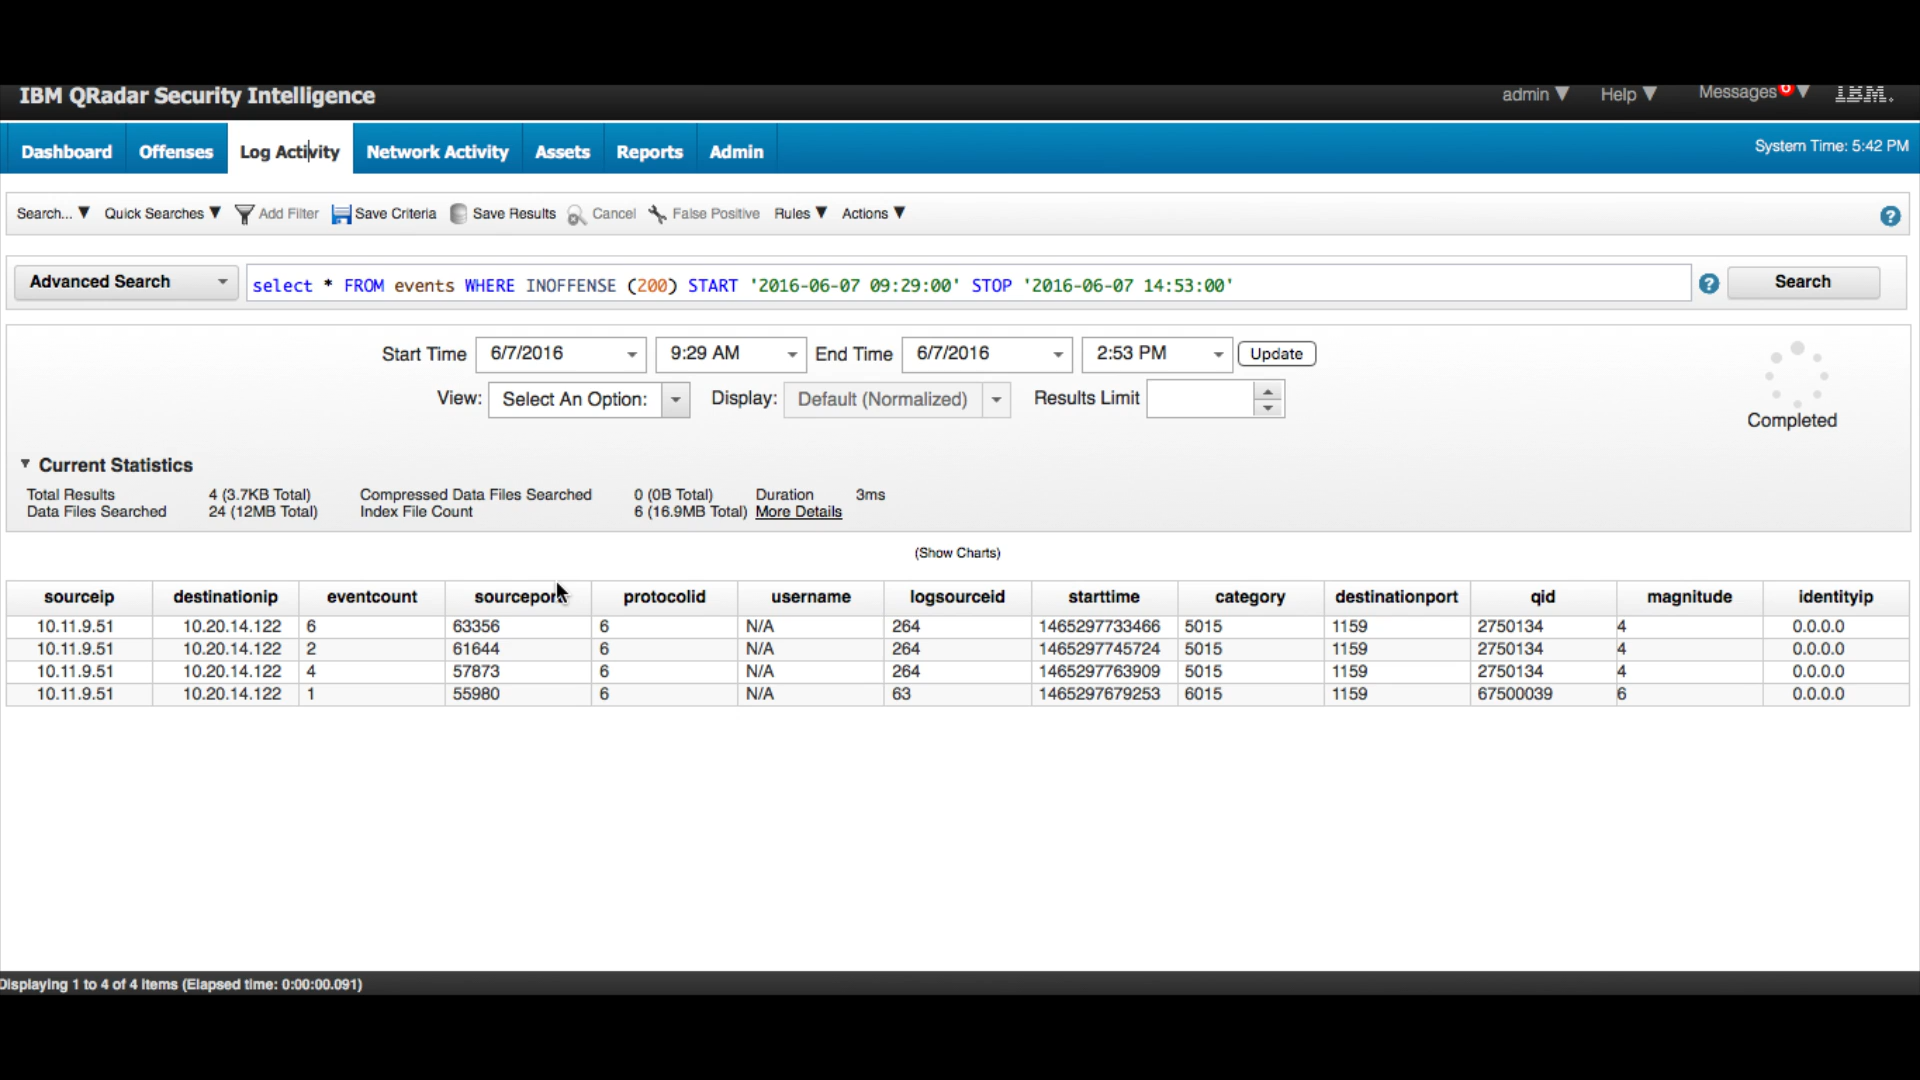 IBM QRadar Security Intelligence
admin ▼ Help ▼ Messages 0 ▼ IBM.
Dashboard Offenses Log Activity Network Activity Assets Reports Admin System Time: 5:42 PM
Search... ▼ Quick Searches ▼ Add Filter Save Criteria Save Results Cancel False Positive Rules ▼ Actions ▼ ?
Advanced Search select * FROM events WHERE INOFFENSE (200) START '2016-06-07 09:29:00' STOP '2016-06-07 14:53:00' ? Search
Start Time 6/7/2016 9:29 AM End Time 6/7/2016 2:53 PM Update
View: Select An Option: Display: Default (Normalized) Results Limit
Completed
▼ Current Statistics
Total Results 4 (3.7KB Total) Compressed Data Files Searched 0 (0B Total) Duration 3ms
Data Files Searched 24 (12MB Total) Index File Count 6 (16.9MB Total) More Details
(Show Charts)
sourceip destinationip eventcount sourceport protocolid username logsourceid starttime category destinationport qid magnitude identityip
10.11.9.51 10.20.14.122 6 63356 6 N/A 264 1465297733466 5015 1159 2750134 4 0.0.0.0
10.11.9.51 10.20.14.122 2 61644 6 N/A 264 1465297745724 5015 1159 2750134 4 0.0.0.0
10.11.9.51 10.20.14.122 4 57873 6 N/A 264 1465297763909 5015 1159 2750134 4 0.0.0.0
10.11.9.51 10.20.14.122 1 55980 6 N/A 63 1465297679253 6015 1159 67500039 6 0.0.0.0
Displaying 1 to 4 of 4 items (Elapsed time: 0:00:00.091)